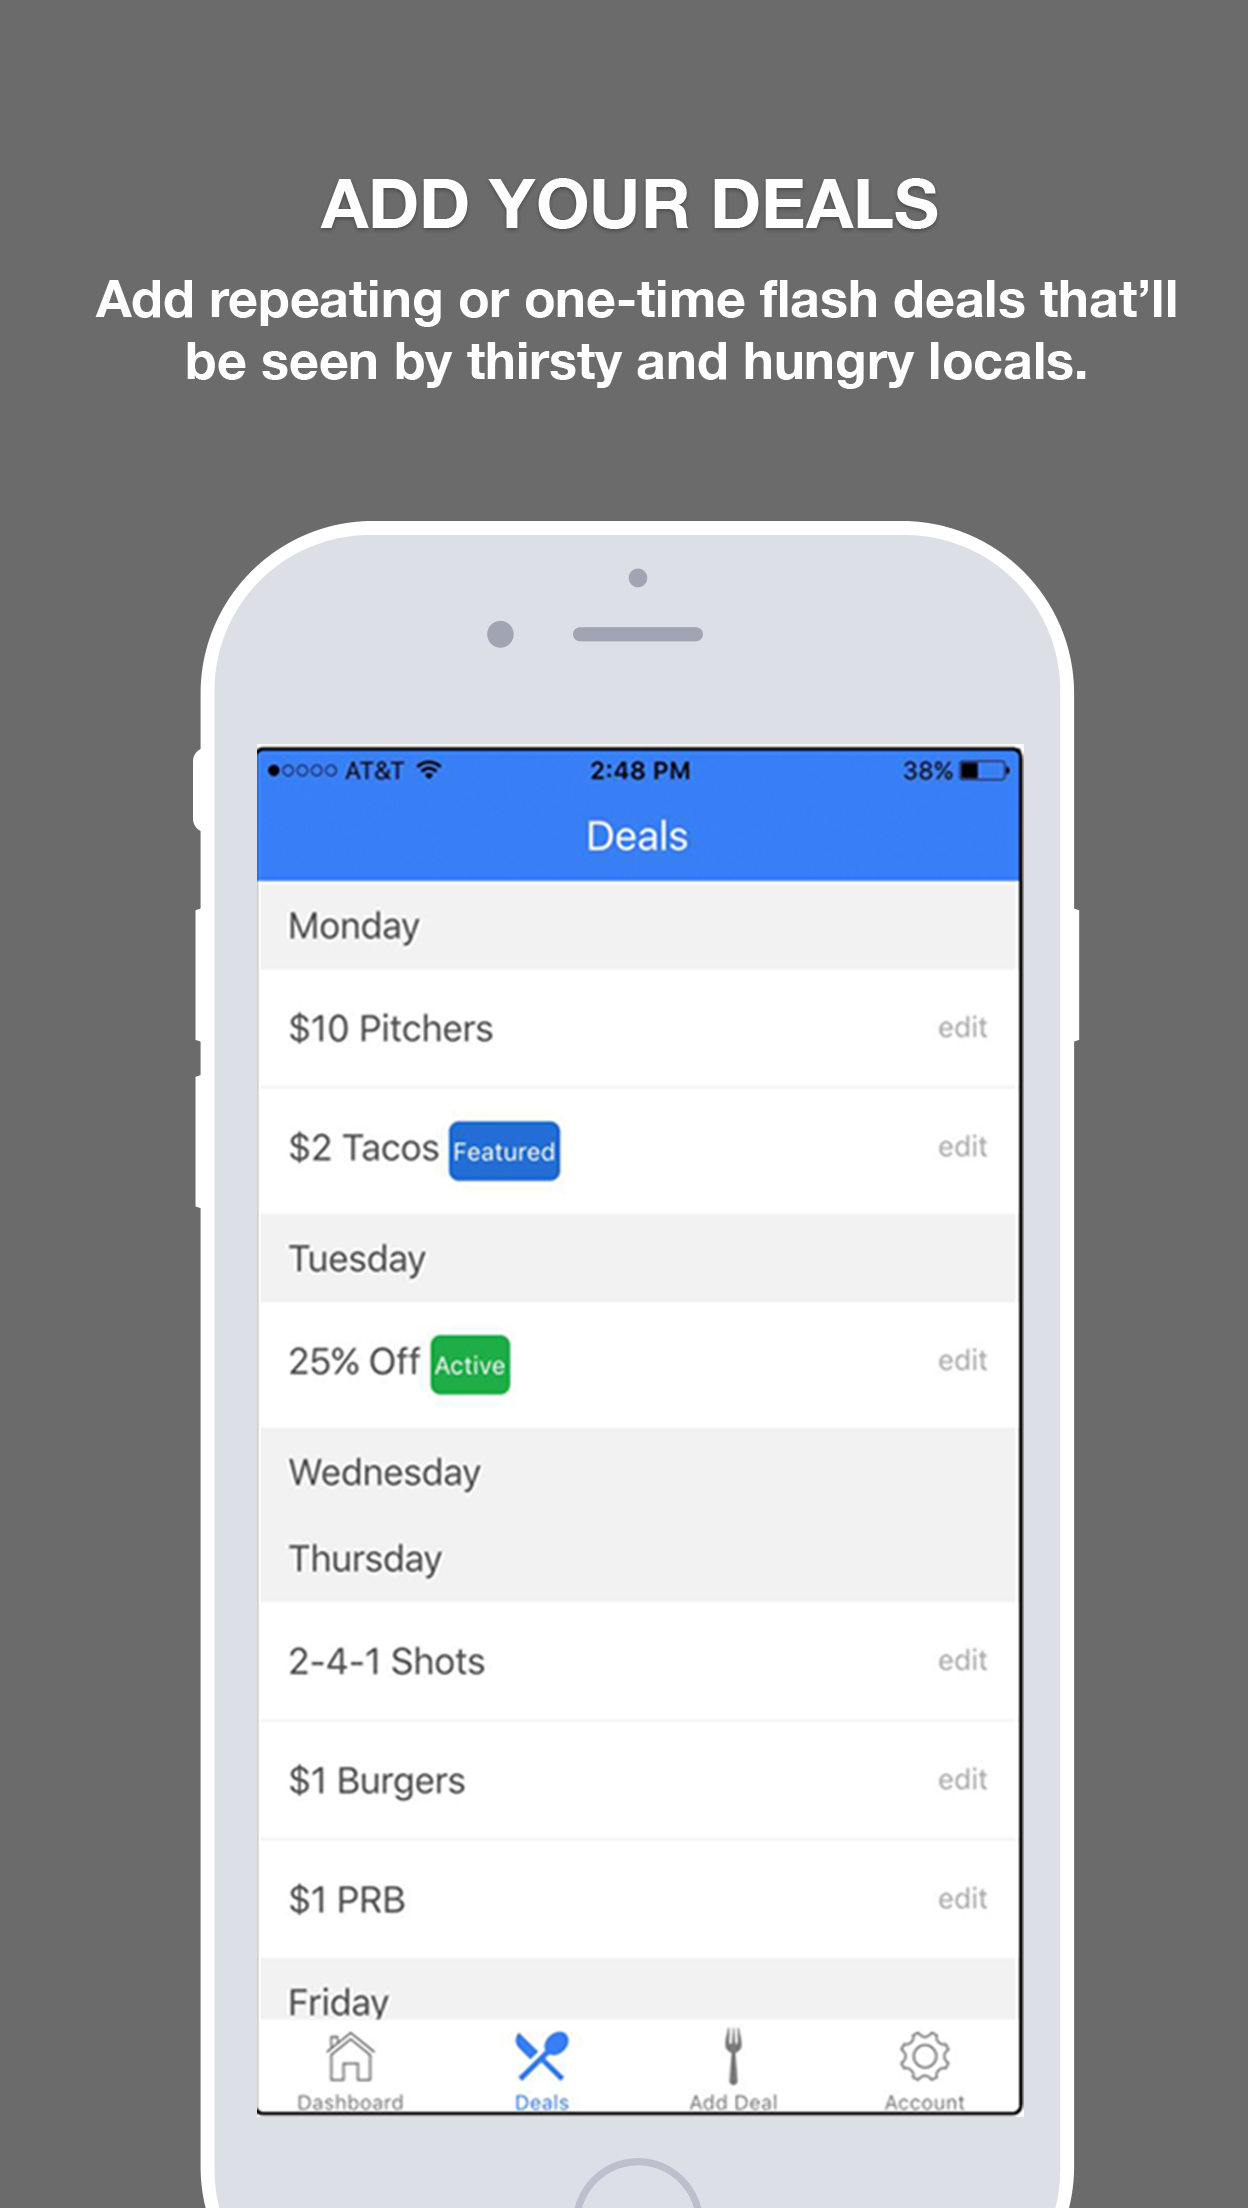 ADD YOUR DEALS
Add repeating or one-time flash deals that’ll
be seen by thirsty and hungry locals.
AT&T 2:48 PM 38%
Deals
Monday
$10 Pitchers edit
$2 Tacos Featured edit
Tuesday
25% Off Active edit
Wednesday
Thursday
2-4-1 Shots edit
$1 Burgers edit
$1 PRB edit
Friday
Dashboard Deals Add Deal Account